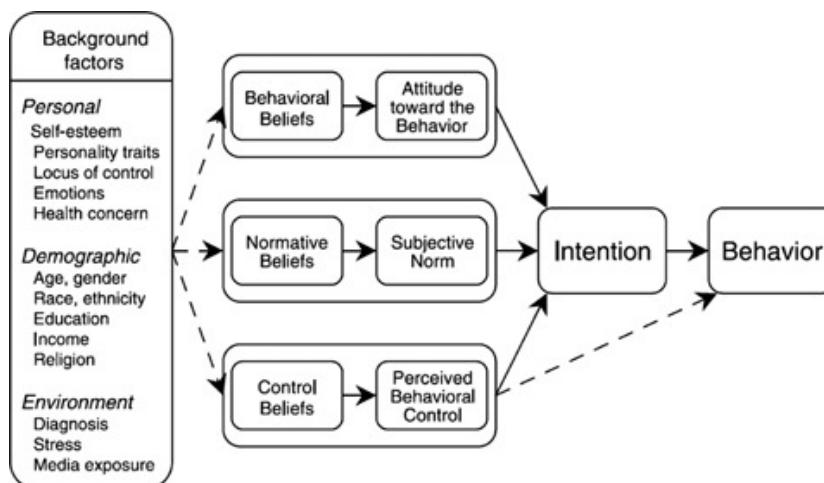 Background
factors
Personal
Self-esteem
Personality traits
Locus of control
Emotions
Health concern
Demographic
Age, gender
Race, ethnicity
Education
Income
Religion
Environment
Diagnosis
Stress
Media exposure
Behavioral
Beliefs
Attitude
toward the
Behavior
Normative
Beliefs
Subjective
Norm
Control
Beliefs
Perceived
Behavioral
Control
Intention
Behavior